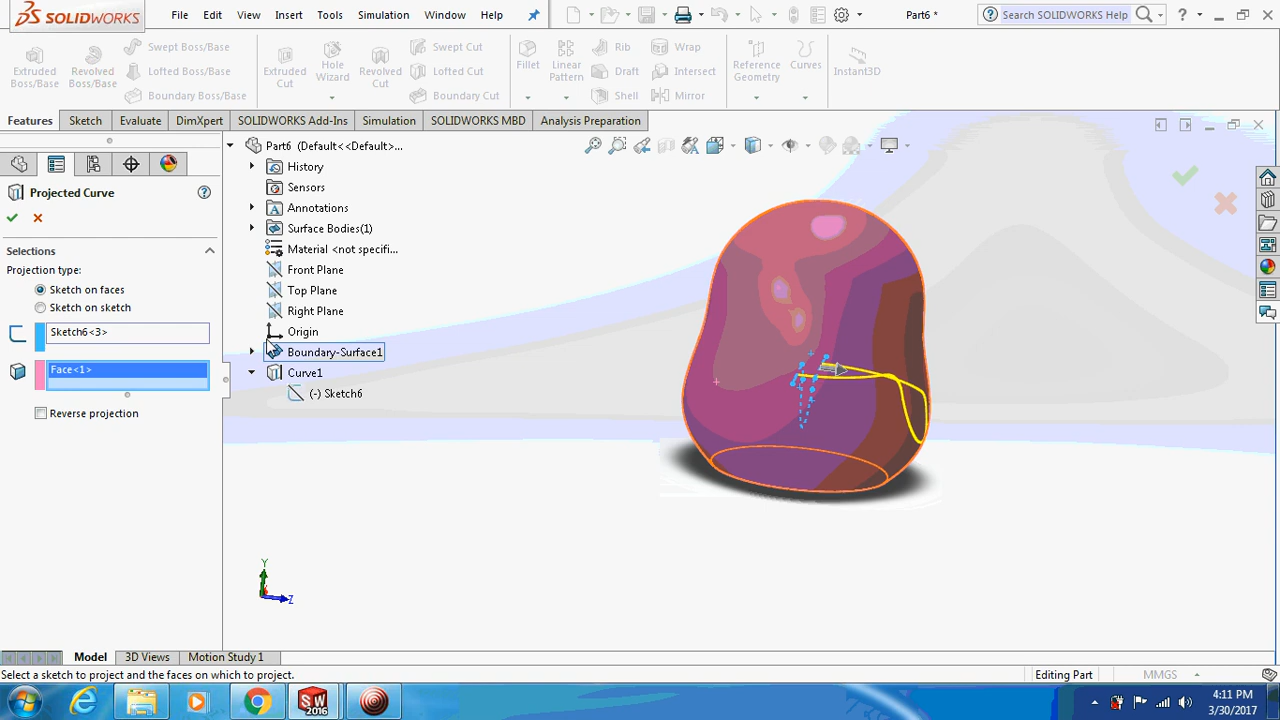 SOLIDWORKS
File Edit View Insert Tools Simulation Window Help
Part6 *
Search SOLIDWORKS Help
Extruded Boss/Base
Revolved Boss/Base
Swept Boss/Base
Lofted Boss/Base
Boundary Boss/Base
Extruded Cut
Hole Wizard
Revolved Cut
Swept Cut
Lofted Cut
Boundary Cut
Fillet
Linear Pattern
Rib
Draft
Shell
Wrap
Intersect
Mirror
Reference Geometry
Curves
Instant3D
Features Sketch Evaluate DimXpert SOLIDWORKS Add-Ins Simulation SOLIDWORKS MBD Analysis Preparation
Projected Curve
Selections
Projection type:
Sketch on faces
Sketch on sketch
Sketch6<3>
Face<1>
Reverse projection
Part6 (Default<<Default>...
History
Sensors
Annotations
Surface Bodies(1)
Material <not specifi...
Front Plane
Top Plane
Right Plane
Origin
Boundary-Surface1
Curve1
(-) Sketch6
Y
Z
Model 3D Views Motion Study 1
Select a sketch to project and the faces on which to project.
Editing Part
MMGS
SW
2016
4:11 PM
3/30/2017